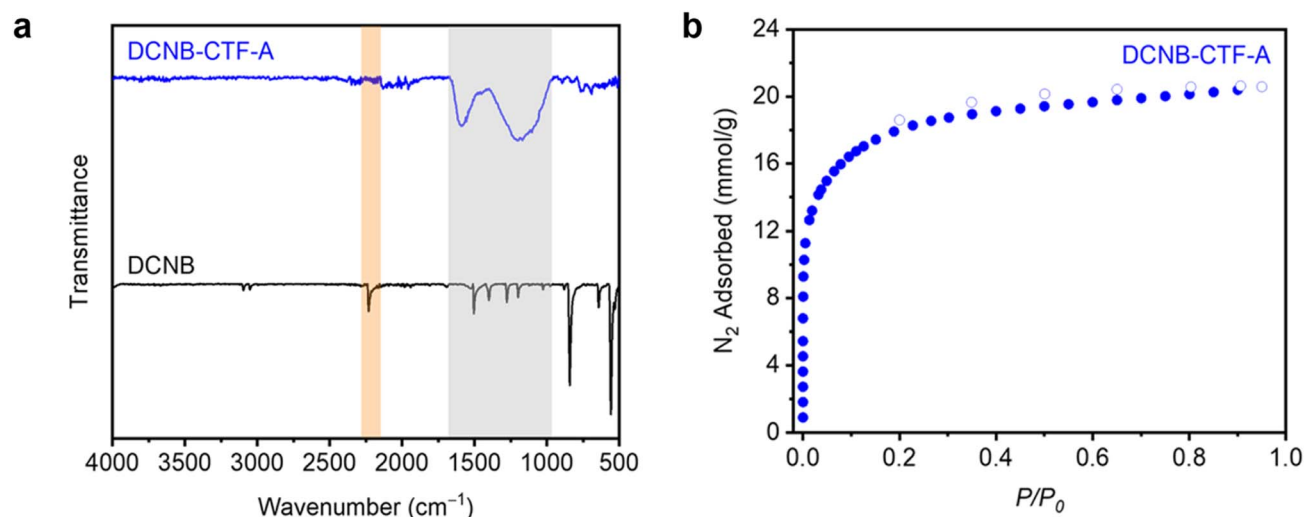 a
DCNB-CTF-A
DCNB
Transmittance
4000 3500 3000 2500 2000 1500 1000 500
Wavenumber (cm⁻¹)
b
DCNB-CTF-A
24
20
16
12
8
4
0
N₂ Adsorbed (mmol/g)
0.0 0.2 0.4 0.6 0.8 1.0
P/P₀